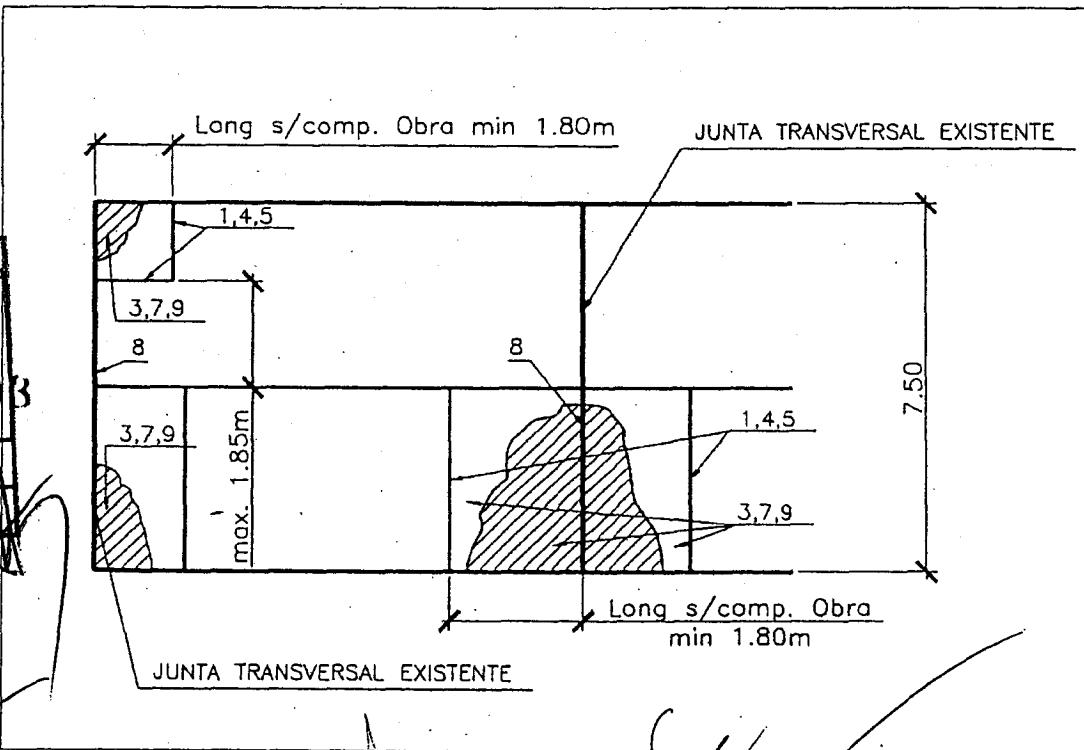 Long s/comp. Obra min 1.80m
JUNTA TRANSVERSAL EXISTENTE
1,4,5
3,7,9
8
8
3,7,9
max. 1.85m
1,4,5
7.50
3,7,9
Long s/comp. Obra
min 1.80m
JUNTA TRANSVERSAL EXISTENTE